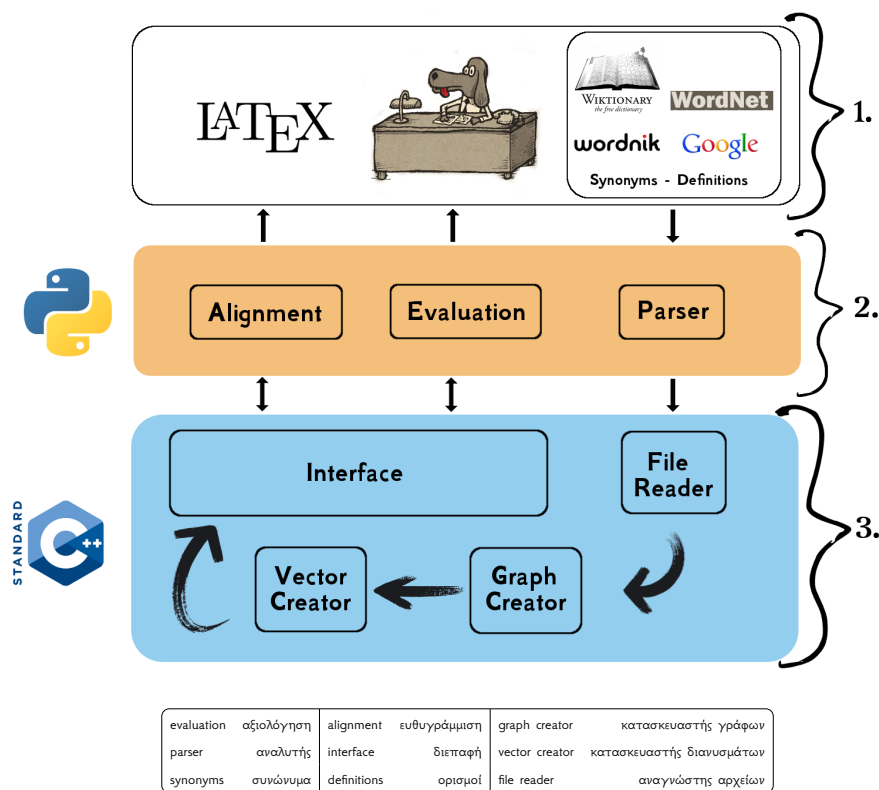 LATEX
WIKTIONARY
the free dictionary
WordNet
wordnik
Google
Synonyms - Definitions
1.
Alignment
Evaluation
Parser
2.
Interface
File
Reader
STANDARD
C++
3.
Vector
Creator
Graph
Creator
evaluation αξιολόγηση alignment ευθυγράμμιση graph creator κατασκευαστής γράφων
parser αναλυτής interface διεπαφή vector creator κατασκευαστής διανυσμάτων
synonyms συνώνυμα definitions ορισμοί file reader αναγνώστης αρχείων